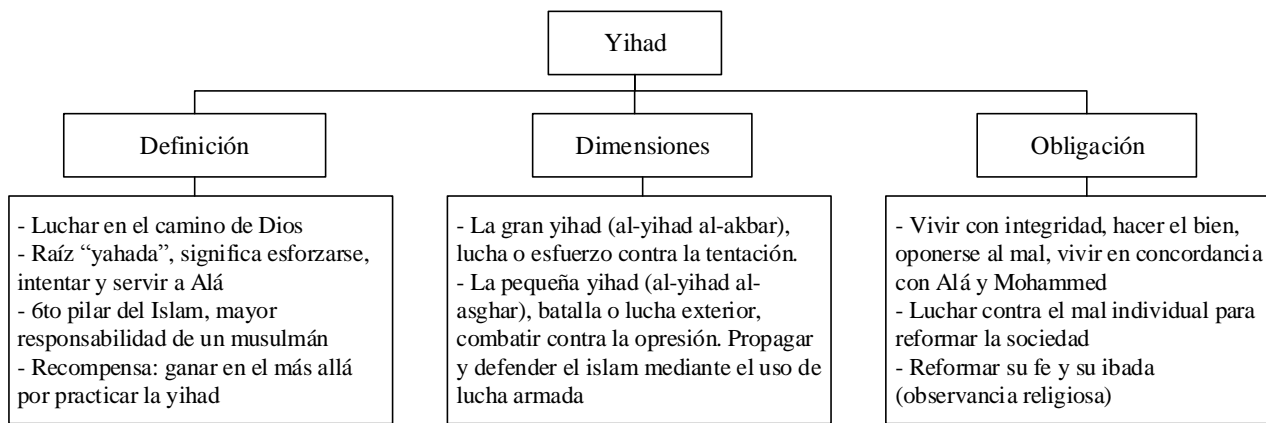 Yihad
Definición
Dimensiones
Obligación
- Luchar en el camino de Dios
- Raíz “yahada”, significa esforzarse,
intentar y servir a Alá
- 6to pilar del Islam, mayor
responsabilidad de un musulmán
- Recompensa: ganar en el más allá
por practicar la yihad
- La gran yihad (al-yihad al-akbar),
lucha o esfuerzo contra la tentación.
- La pequeña yihad (al-yihad al-
asghar), batalla o lucha exterior,
combatir contra la opresión. Propagar
y defender el islam mediante el uso de
lucha armada
- Vivir con integridad, hacer el bien,
oponerse al mal, vivir en concordancia
con Alá y Mohammed
- Luchar contra el mal individual para
reformar la sociedad
- Reformar su fe y su ibada
(observancia religiosa)